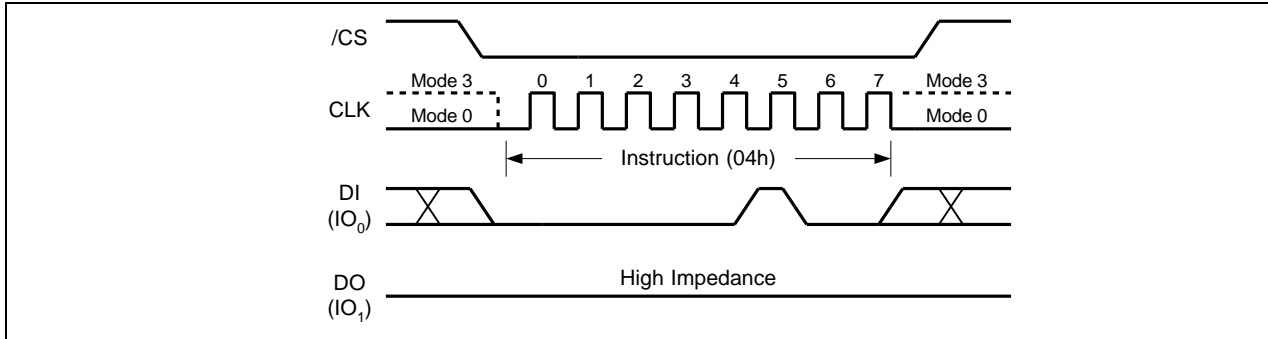 /CS
Mode 3 0 1 2 3 4 5 6 7 Mode 3
CLK
Mode 0 Mode 0
Instruction (04h)
DI
(IO₀)
High Impedance
DO
(IO₁)